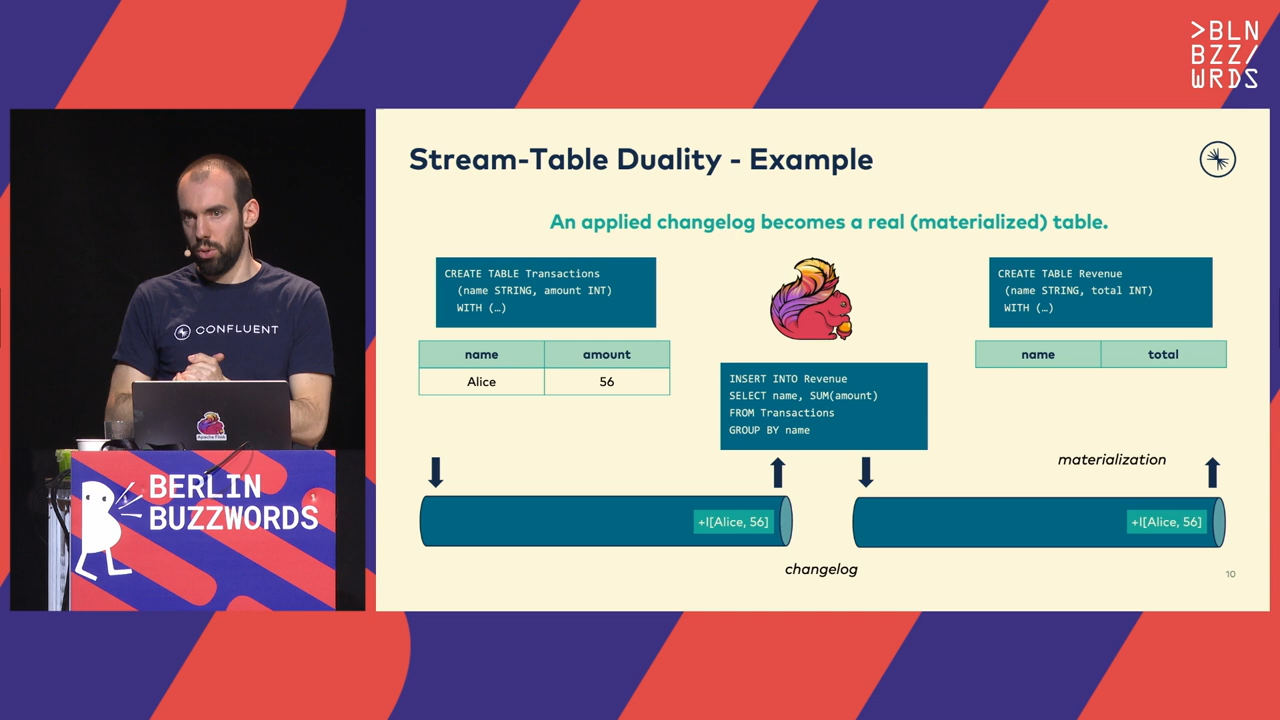 >BLN
BZZ/
WRDS
CONFLUENT
Apache Flink
BERLIN
BUZZWORDS
Stream-Table Duality - Example
An applied changelog becomes a real (materialized) table.
CREATE TABLE Transactions
(name STRING, amount INT)
WITH (…)
name amount
Alice 56
INSERT INTO Revenue
SELECT name, SUM(amount)
FROM Transactions
GROUP BY name
CREATE TABLE Revenue
(name STRING, total INT)
WITH (…)
name total
materialization
+I[Alice, 56]
+I[Alice, 56]
changelog
10